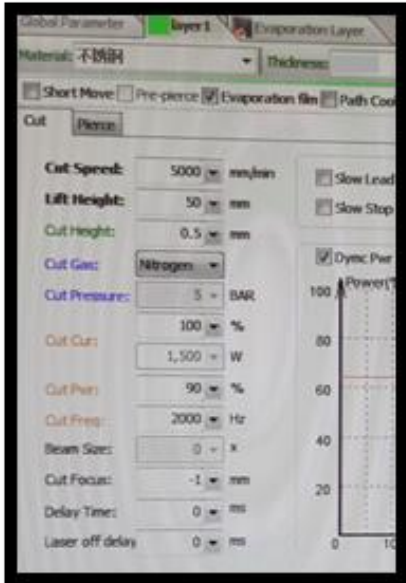 Global Parameter layer1 Evaporation Layer
Material: 不锈钢 Thickness:
Short Move Pre-pierce Evaporation film Path Cool
Cut Pierce
Cut Speed: 5000 mm/min Slow Lead
Lift Height: 50 mm Slow Stop
Cut Height: 0.5 mm
Cut Gas: Nitrogen Dymc Pwr
Cut Pressure: 5 BAR 100 Power(%
Cut Cur: 100 % 80
1,500 W
Cut Pwr: 90 % 60
Cut Freq: 2000 Hz
Beam Size: 0 x 40
Cut Focus: -1 mm 20
Delay Time: 0 ms
Laser off delay 0 ms 0 10